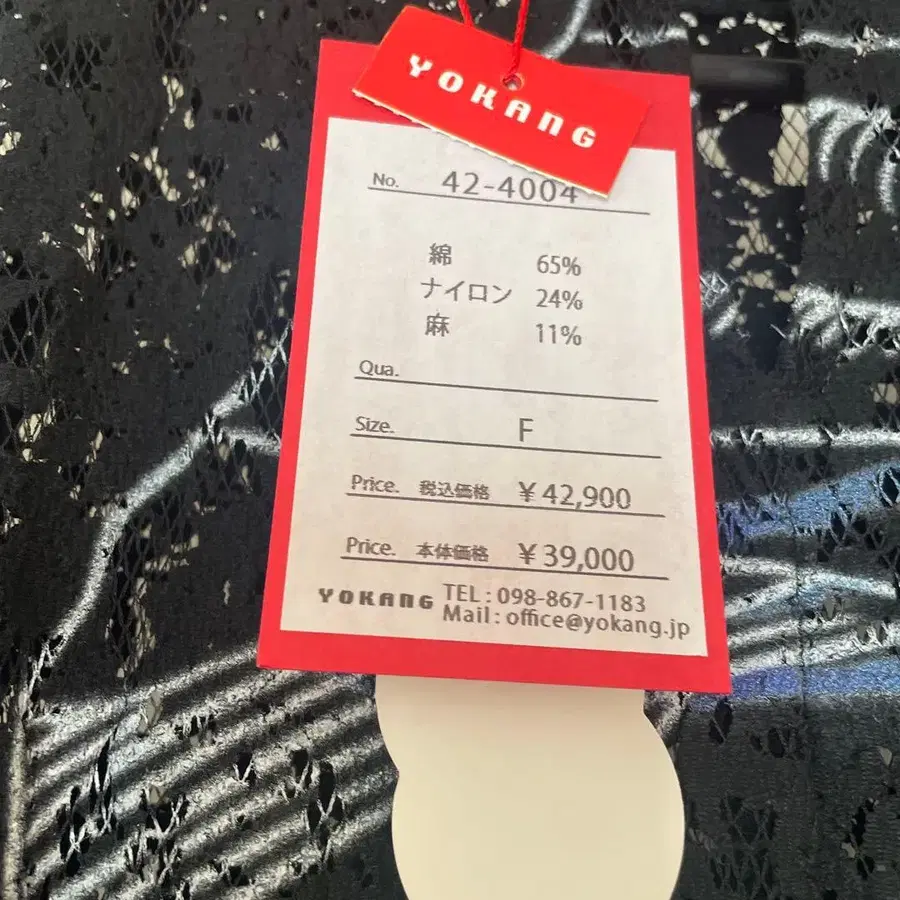 YOKANG
No. 42-4004
綿 65%
ナイロン 24%
麻 11%
Qua.
Size. F
Price. 税込価格 ¥42,900
Price. 本体価格 ¥39,000
YOKANG TEL : 098-867-1183
Mail : office@yokang.jp